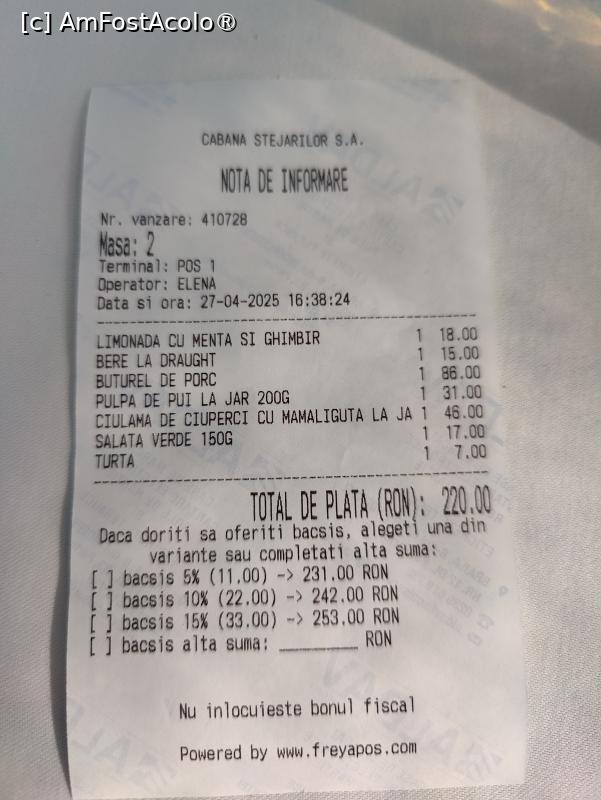 [c] AmFostAcolo®
CABANA STEJARILOR S.A.
NOTA DE INFORMARE
Nr. vanzare: 410728
Masa: 2
Terminal: POS 1
Operator: ELENA
Data si ora: 27-04-2025 16:38:24
LIMONADA CU MENTA SI GHIMBIR 1 18.00
BERE LA DRAUGHT 1 15.00
BUTUREL DE PORC 1 86.00
PULPA DE PUI LA JAR 200G 1 31.00
CIULAMA DE CIUPERCI CU MAMALIGUTA LA JA 1 46.00
SALATA VERDE 150G 1 17.00
TURTA 1 7.00
TOTAL DE PLATA (RON): 220.00
Daca doriti sa oferiti bacsis, alegeti una din
variante sau completati alta suma:
[ ] bacsis 5% (11,00) -> 231.00 RON
[ ] bacsis 10% (22.00) -> 242.00 RON
[ ] bacsis 15% (33.00) -> 253.00 RON
[ ] bacsis alta suma: ________ RON
Nu inlocuieste bonul fiscal
Powered by www.freyapos.com